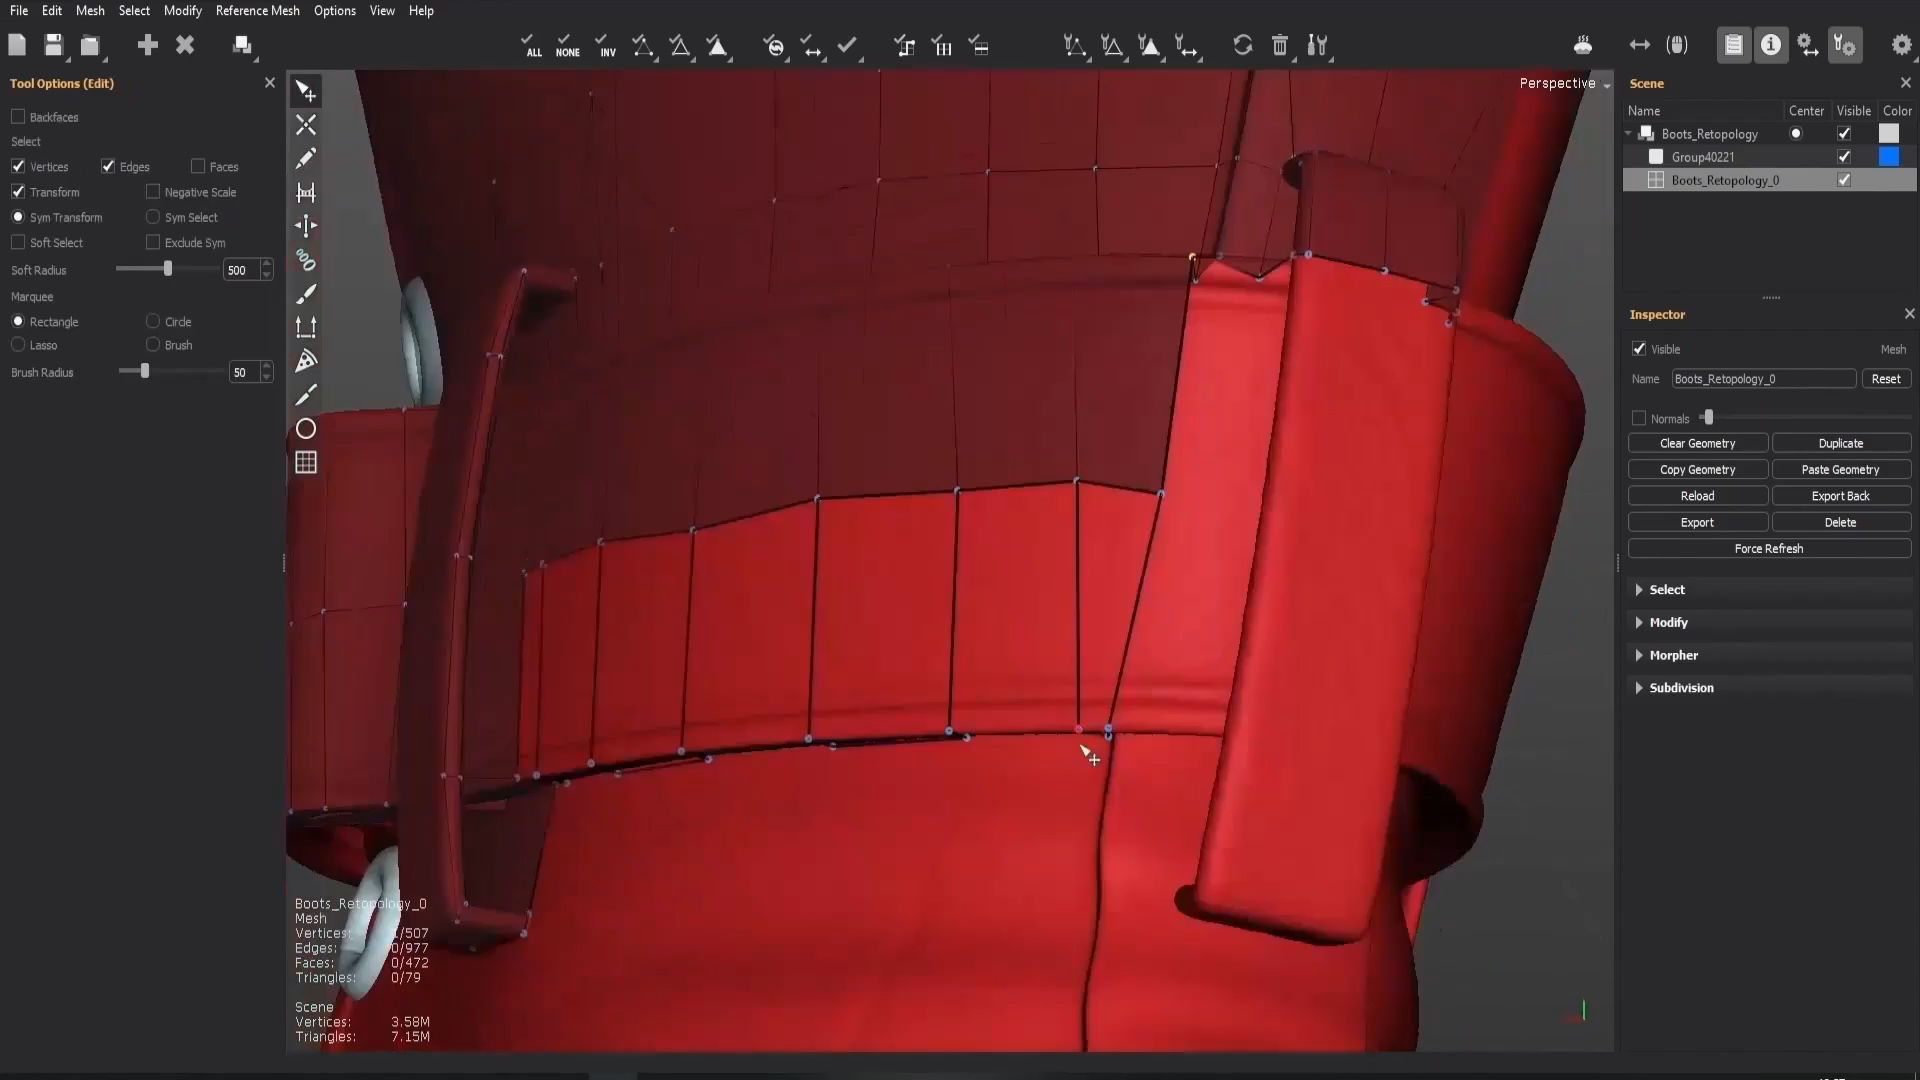 File Edit Mesh Select Modify Reference Mesh Options View Help
ALL NONE INV
Tool Options (Edit)
Backfaces
Select
Vertices Edges Faces
Transform Negative Scale
Sym Transform Sym Select
Soft Select Exclude Sym
Soft Radius 500
Marquee
Rectangle Circle
Lasso Brush
Brush Radius 50
Perspective
Boots_Retopology_0
Mesh
Vertices: /507
Edges: 0/977
Faces: 0/472
Triangles: 0/79
Scene
Vertices: 3.58M
Triangles: 7.15M
Scene
Name Center Visible Color
Boots_Retopology
Group40221
Boots_Retopology_0
Inspector
Visible Mesh
Name Boots_Retopology_0 Reset
Normals
Clear Geometry Duplicate
Copy Geometry Paste Geometry
Reload Export Back
Export Delete
Force Refresh
Select
Modify
Morpher
Subdivision